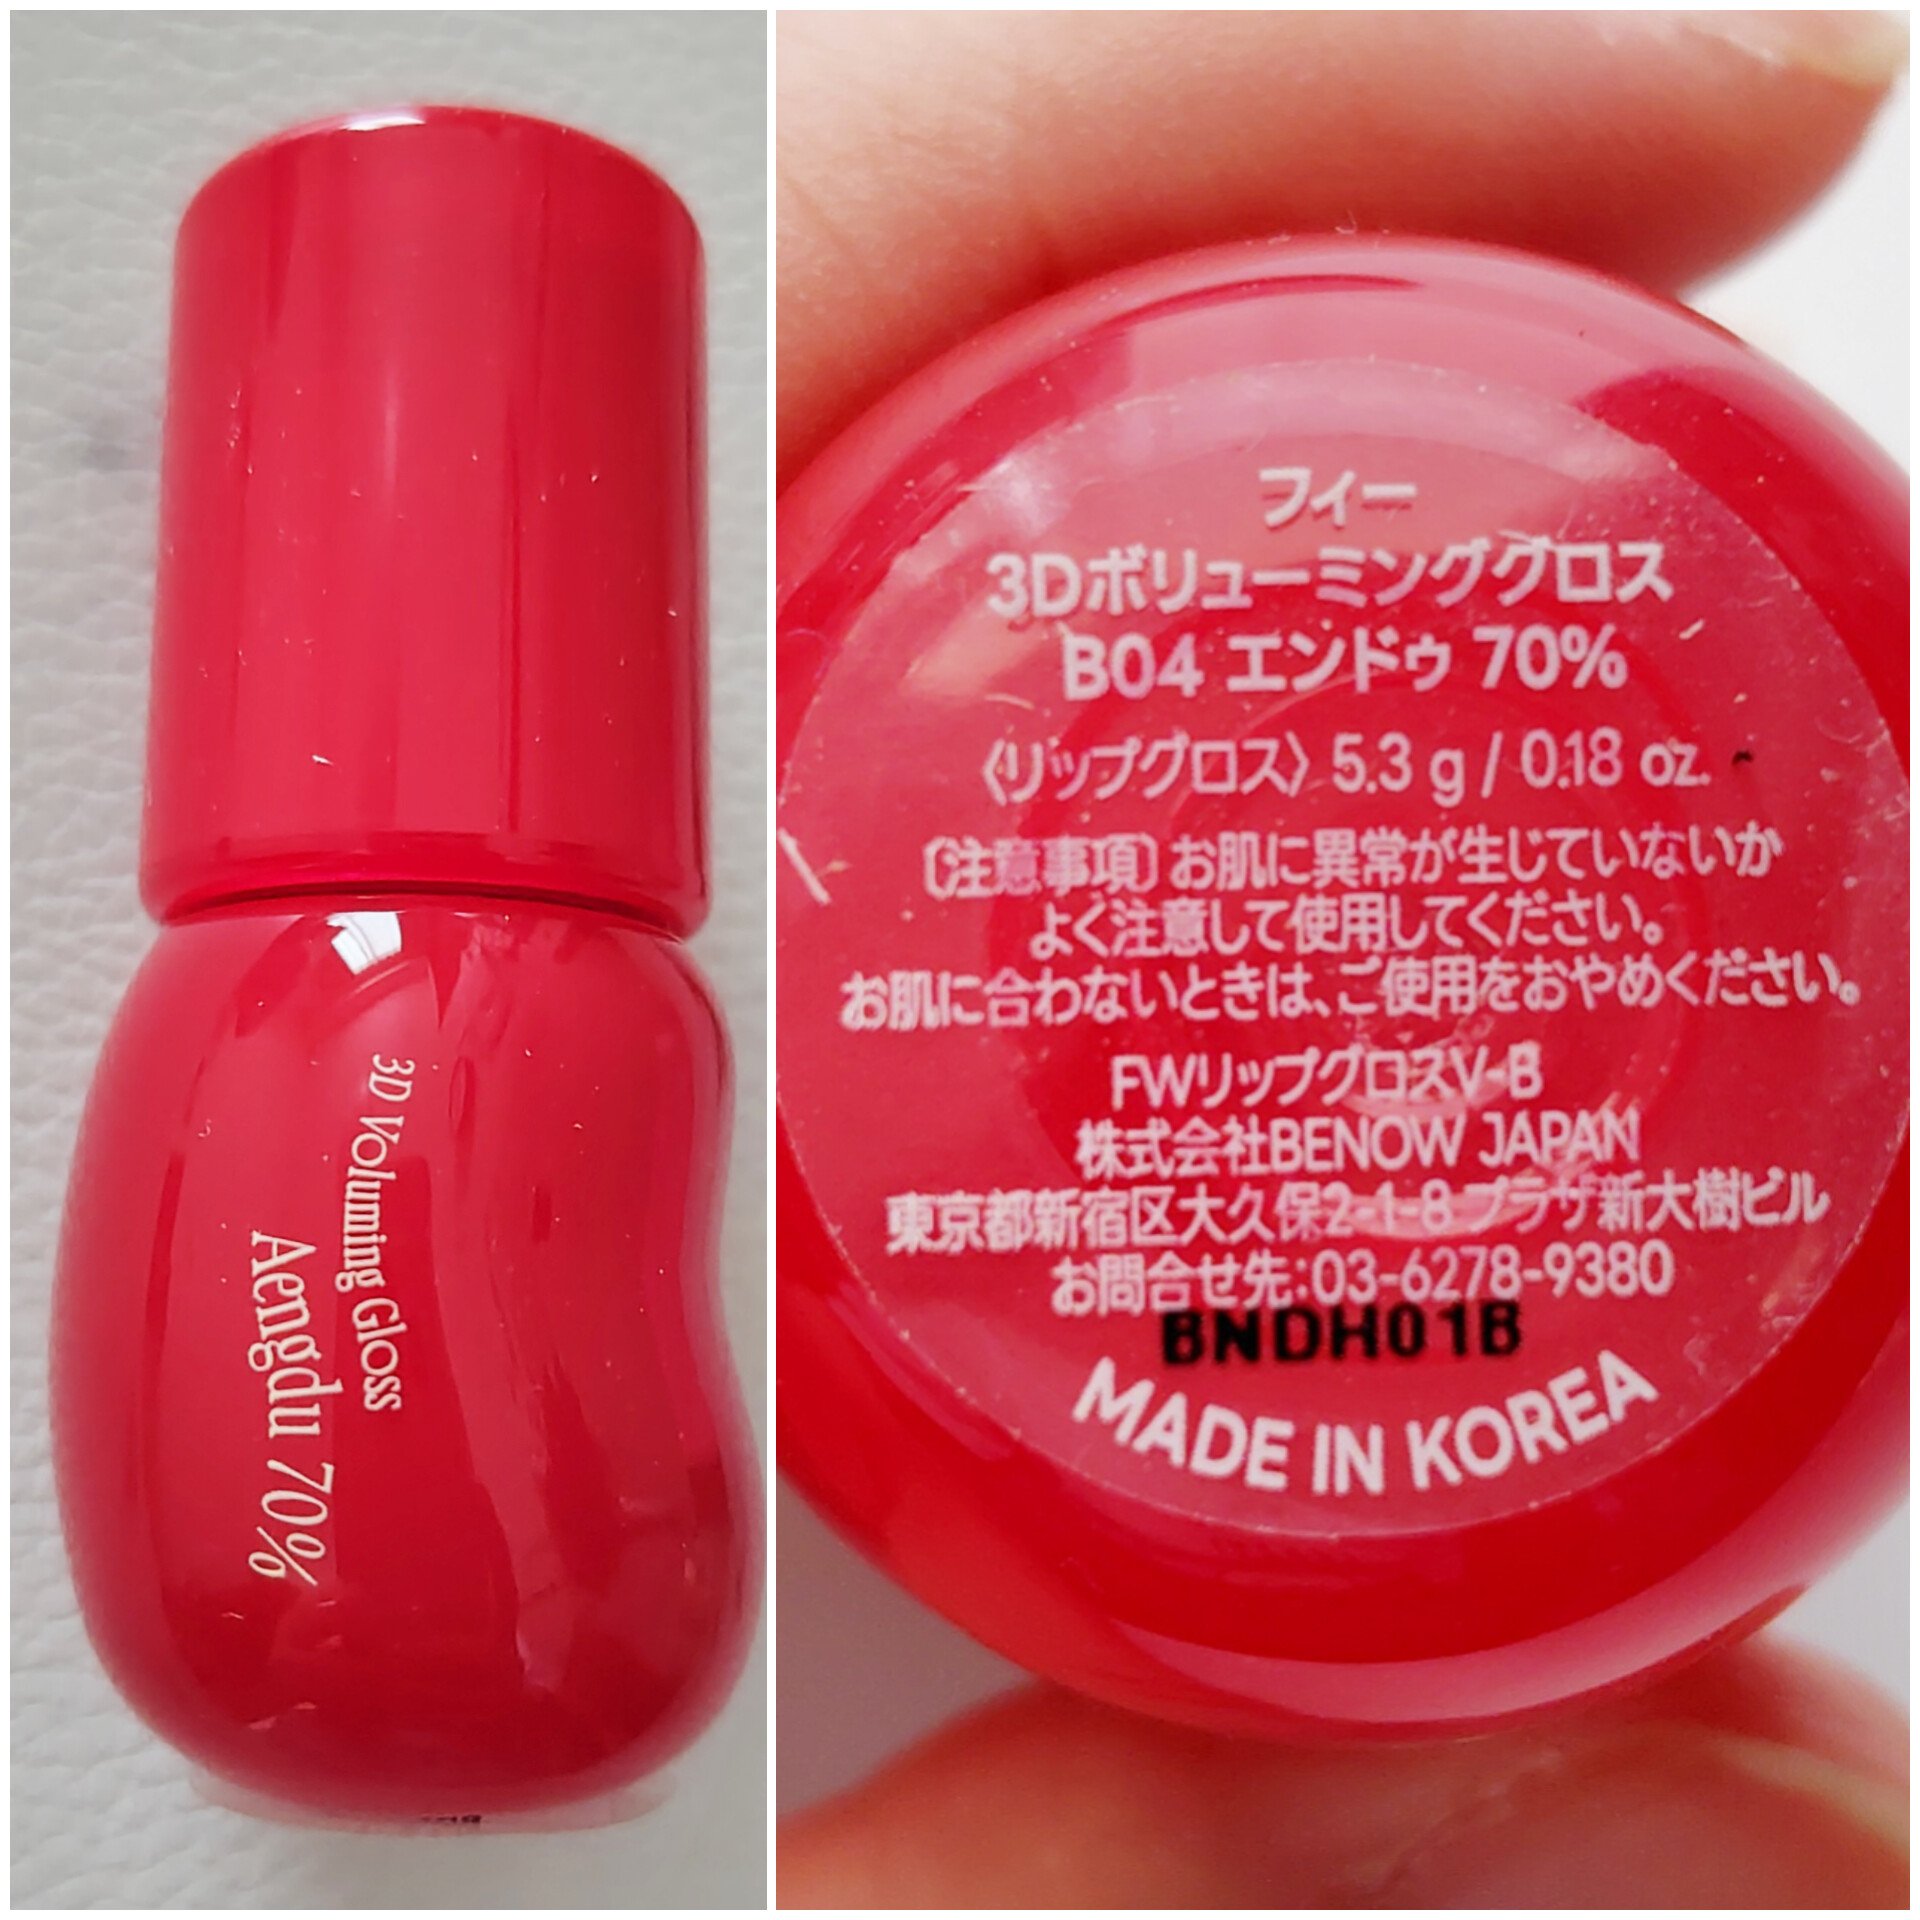 3D Voluming Gloss
Aengdu 70%
フィー
3Dボリューミンググロス
B04 エンドゥ 70%
〈リップグロス〉 5.3 g / 0.18 oz.
〔注意事項〕お肌に異常が生じていないか
よく注意して使用してください。
お肌に合わないときは、ご使用をおやめください。
FWリップグロスV-B
株式会社BENOW JAPAN
東京都新宿区大久保2-1-8 プラザ新大樹ビル
お問合せ先:03-6278-9380
BNDH01B
MADE IN KOREA